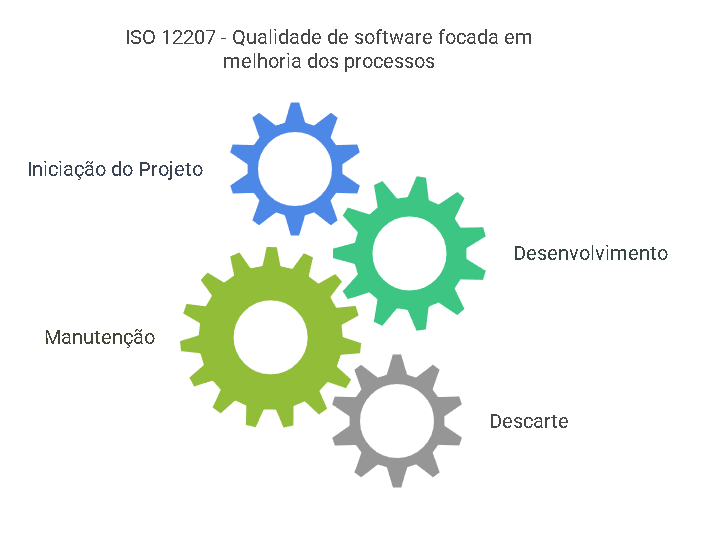 ISO 12207 - Qualidade de software focada em
melhoria dos processos
Iniciação do Projeto
Desenvolvimento
Manutenção
Descarte